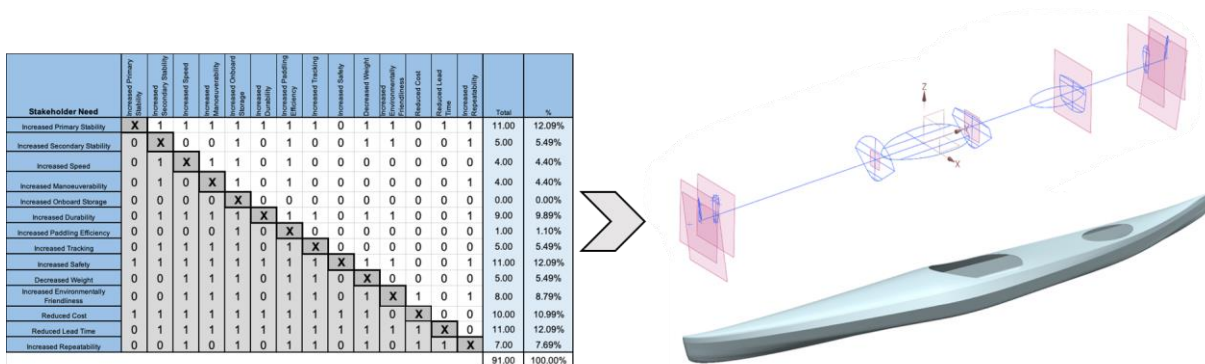 Stakeholder Need
Increased Primary Stability
Increased Secondary Stability
Increased Speed
Increased Manoeuverability
Increased Onboard Storage
Increased Durability
Increased Paddling Efficiency
Increased Tracking
Increased Safety
Decreased Weight
Increased Environmentally Friendliness
Reduced Cost
Reduced Lead Time
Increased Repeatability
Total
%
Increased Primary Stability X 1 1 1 1 1 1 1 0 1 1 0 1 1 11.00 12.09%
Increased Secondary Stability 0 X 0 0 1 0 1 0 0 1 1 0 0 1 5.00 5.49%
Increased Speed 0 1 X 1 1 0 1 0 0 0 0 0 0 0 4.00 4.40%
Increased Manoeuverability 0 1 0 X 1 0 1 0 0 0 0 0 0 1 4.00 4.40%
Increased Onboard Storage 0 0 0 0 X 0 0 0 0 0 0 0 0 0 0.00 0.00%
Increased Durability 0 1 1 1 1 X 1 1 0 1 1 0 0 1 9.00 9.89%
Increased Paddling Efficiency 0 0 0 0 1 0 X 0 0 0 0 0 0 0 1.00 1.10%
Increased Tracking 0 1 1 1 1 0 1 X 0 0 0 0 0 0 5.00 5.49%
Increased Safety 1 1 1 1 1 1 1 1 X 1 1 0 0 1 11.00 12.09%
Decreased Weight 0 0 1 1 1 0 1 1 0 X 0 0 0 0 5.00 5.49%
Increased Environmentally
Friendliness 0 0 1 1 1 0 1 1 0 1 X 1 0 1 8.00 8.79%
Reduced Cost 1 1 1 1 1 1 1 1 1 1 0 X 0 0 10.00 10.99%
Reduced Lead Time 0 1 1 1 1 1 1 1 1 1 1 1 X 0 11.00 12.09%
Increased Repeatability 0 0 1 0 1 0 1 1 0 1 0 1 1 X 7.00 7.69%
91.00 100.00%
Z
X